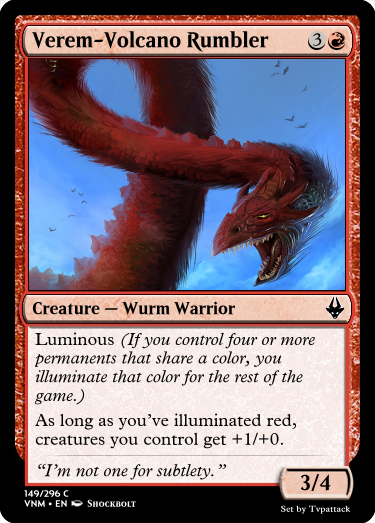 Verem-Volcano Rumbler 3
Creature — Wurm Warrior
Luminous (If you control four or more
permanents that share a color, you
illuminate that color for the rest of the
game.)
As long as you’ve illuminated red,
creatures you control get +1/+0.
“I’m not one for subtlety.”
3/4
149/296 C
VNM • EN Shockbolt
Set by Tvpattack